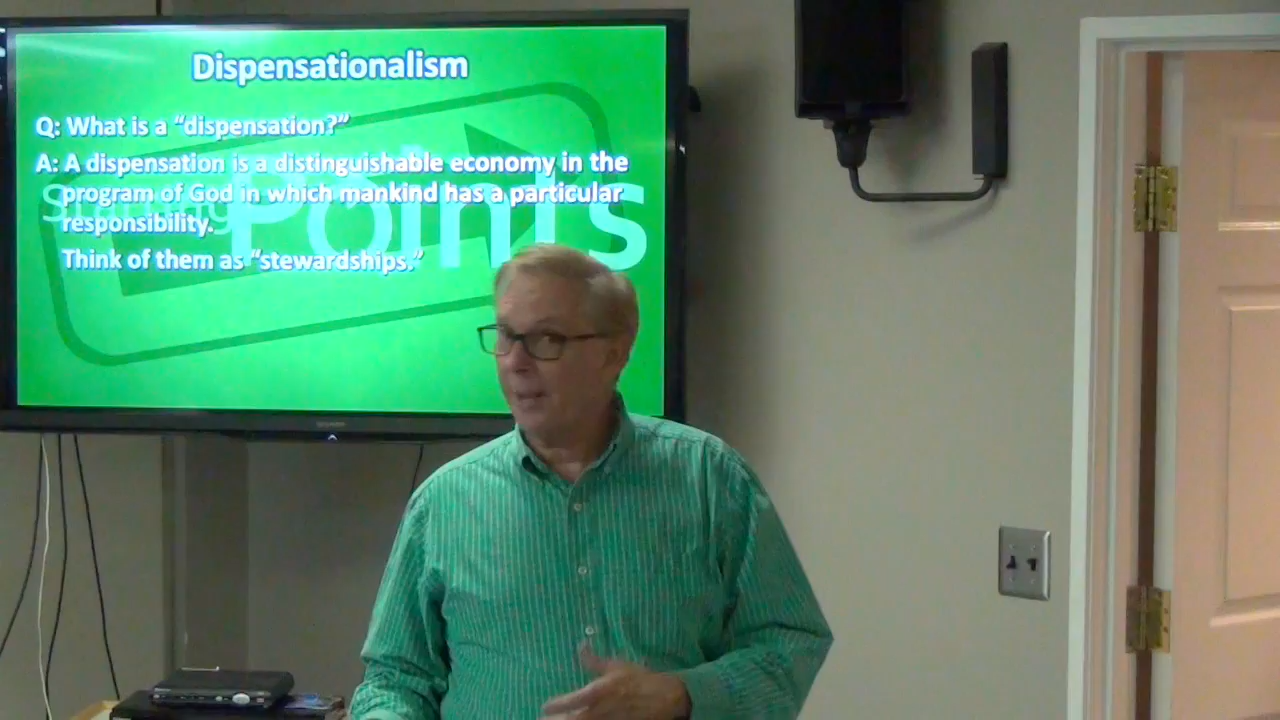 Dispensationalism
Q: What is a “dispensation?”
A: A dispensation is a distinguishable economy in the
program of God in which mankind has a particular
responsibility.
Think of them as “stewardships.”
Starting
Points